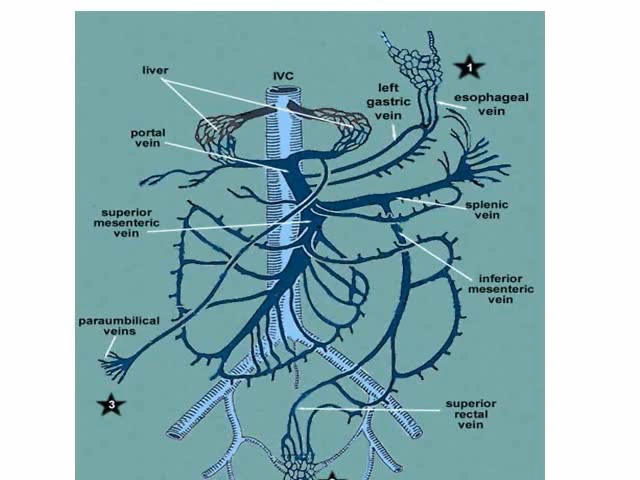 1
liver
IVC
left
gastric
vein
esophageal
vein
portal
vein
splenic
vein
superior
mesenteric
vein
inferior
mesenteric
vein
paraumbilical
veins
3
superior
rectal
vein